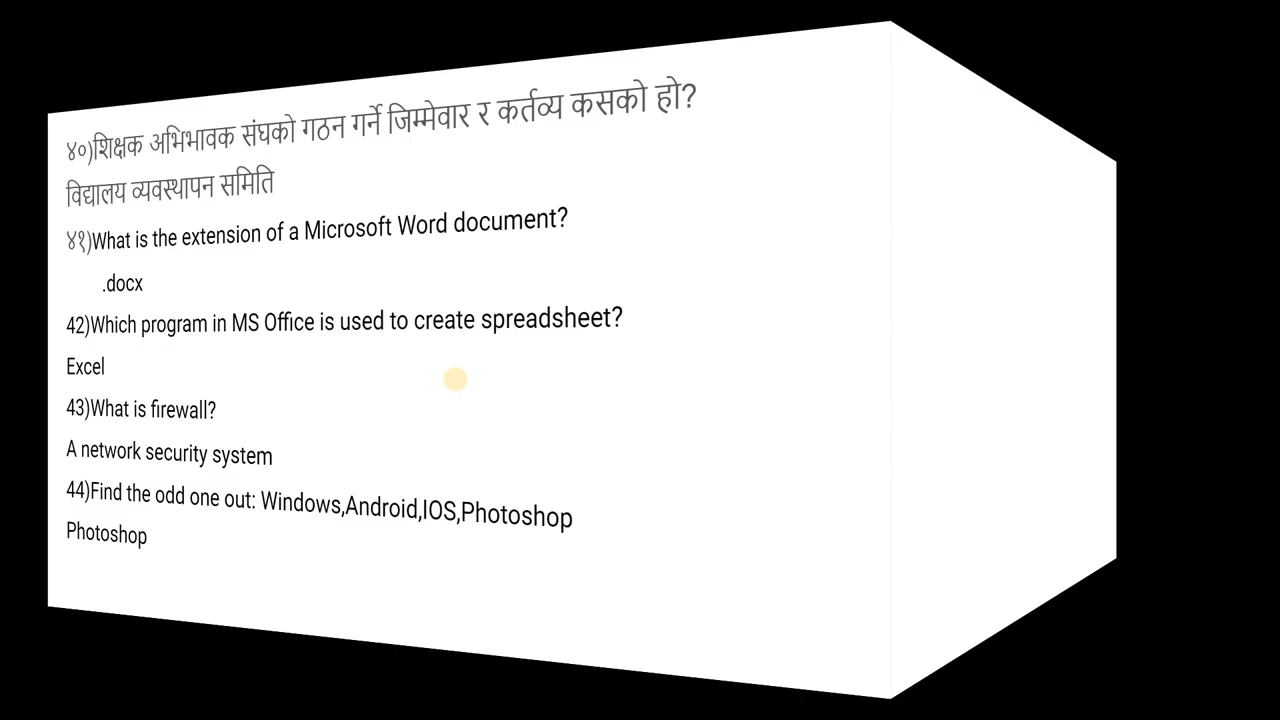 ४०)शिक्षक अभिभावक संघको गठन गर्ने जिम्मेवार र कर्तव्य कसको हो?
विद्यालय व्यवस्थापन समिति
४१)What is the extension of a Microsoft Word document?
.docx
42)Which program in MS Office is used to create spreadsheet?
Excel
43)What is firewall?
A network security system
44)Find the odd one out: Windows,Android,IOS,Photoshop
Photoshop